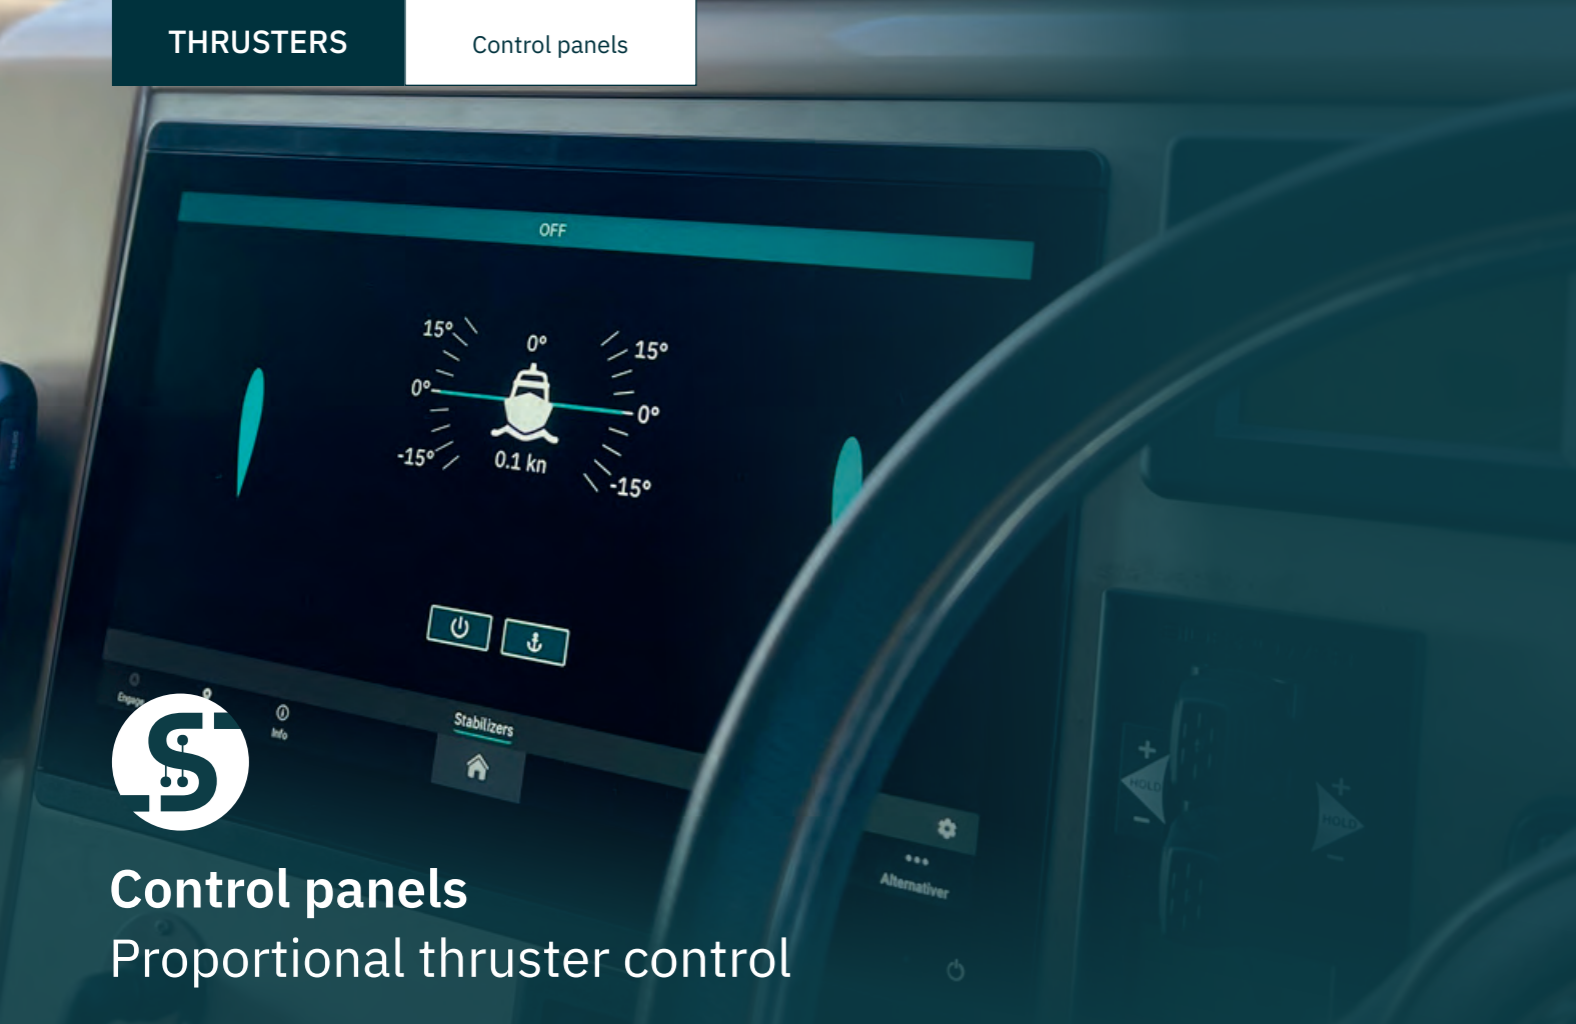 THRUSTERS
Control panels
OFF
15°
0°
15°
0°
0°
-15°
0.1 kn
-15°
Info
Stabilizers
HOLD
HOLD
Alternativer
Control panels
Proportional thruster control